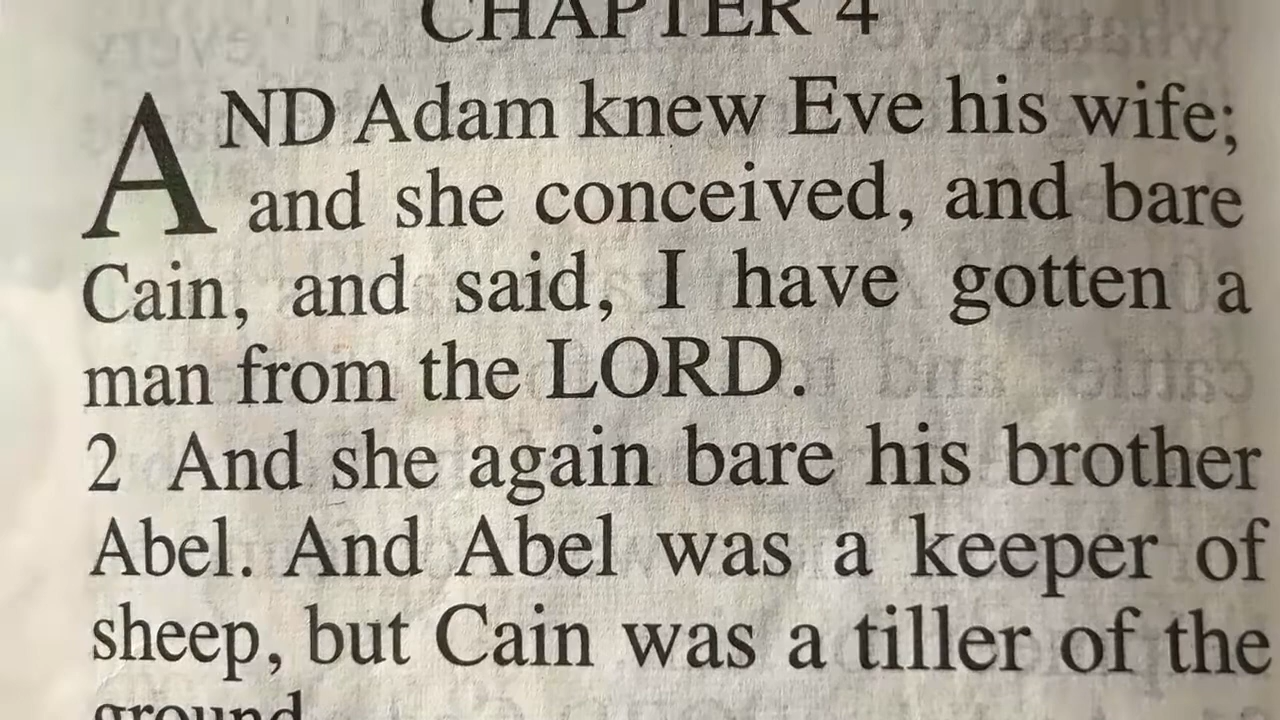 CHAPTER 4
AND Adam knew Eve his wife;
and she conceived, and bare
Cain, and said, I have gotten a
man from the LORD.
2 And she again bare his brother
Abel. And Abel was a keeper of
sheep, but Cain was a tiller of the
ground